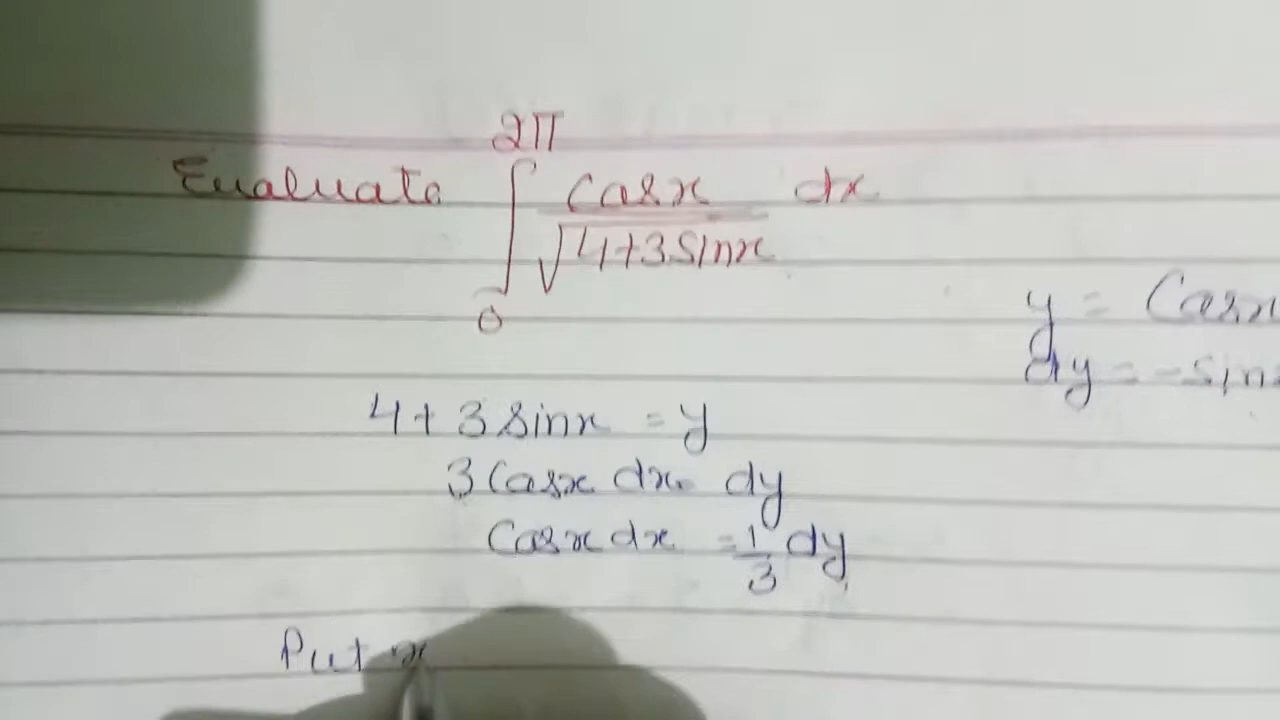 Evaluate ∫₀^{2π} Cosx / √4+3sinx dx
y = Cosx
dy = -sin
4+3sinx = y
3Cosx dx = dy
Cosx dx = 1/3 dy
Put x